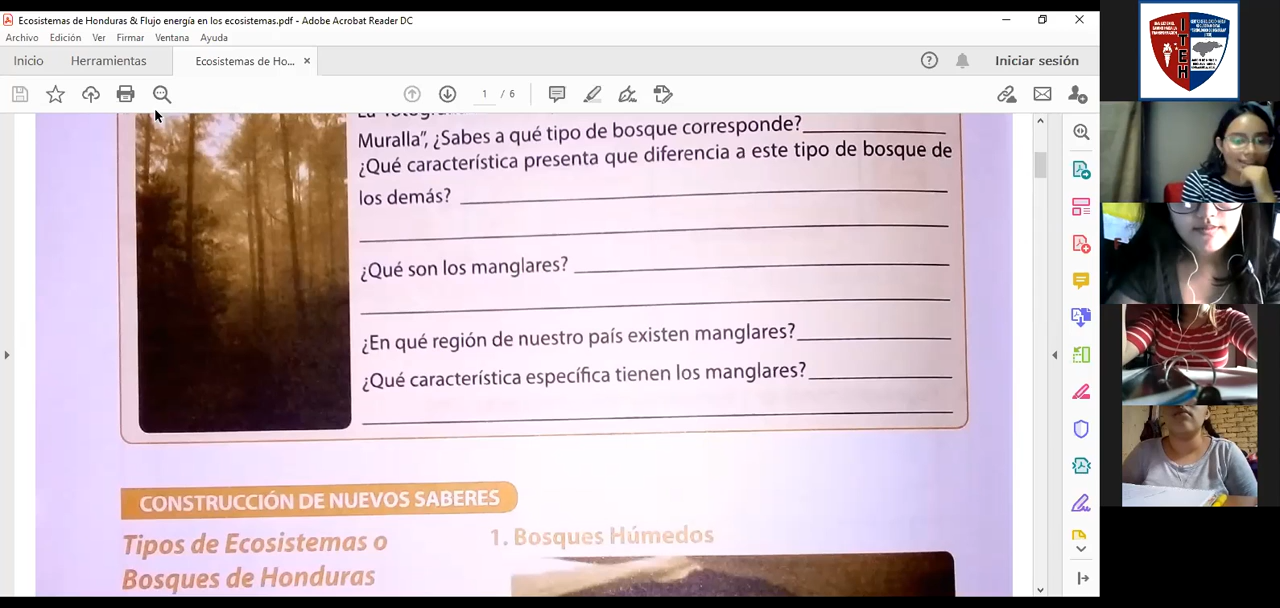 Ecosistemas de Honduras & Flujo energía en los ecosistemas.pdf - Adobe Acrobat Reader DC
Archivo Edición Ver Firmar Ventana Ayuda
Inicio Herramientas Ecosistemas de Ho... × Iniciar sesión
1 / 6
Muralla”, ¿Sabes a qué tipo de bosque corresponde?
¿Qué característica presenta que diferencia a este tipo de bosque de
los demás?
¿Qué son los manglares?
¿En qué región de nuestro país existen manglares?
¿Qué característica específica tienen los manglares?
CONSTRUCCIÓN DE NUEVOS SABERES
Tipos de Ecosistemas o
Bosques de Honduras
1. Bosques Húmedos
ITEH